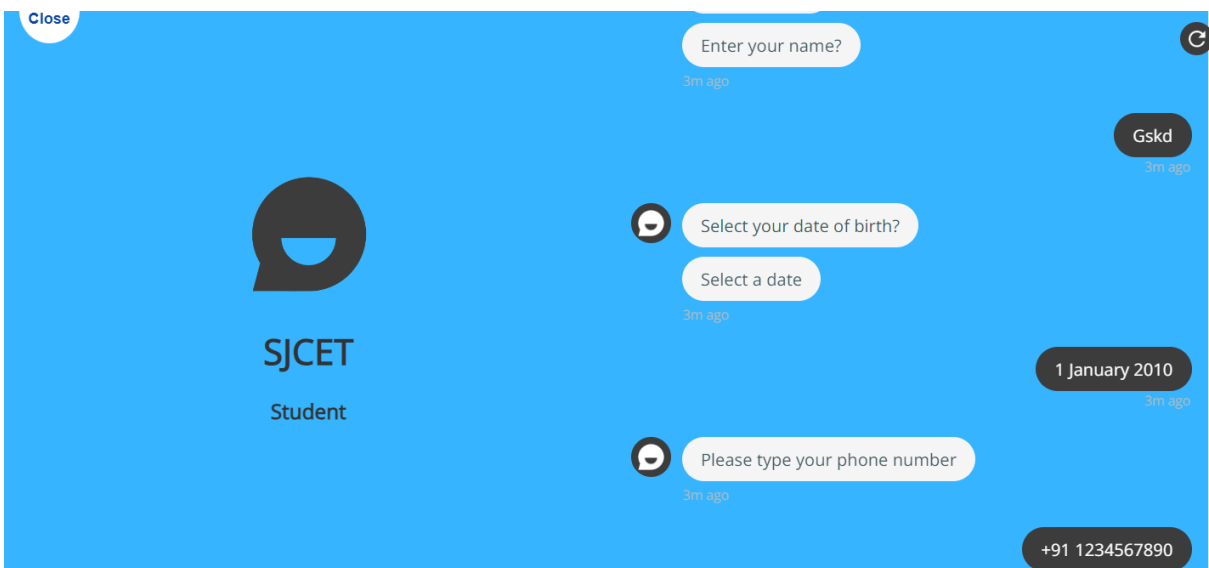 Close
Enter your name?
3m ago
Gskd
3m ago
SJCET
Student
Select your date of birth?
Select a date
3m ago
1 January 2010
3m ago
Please type your phone number
3m ago
+91 1234567890